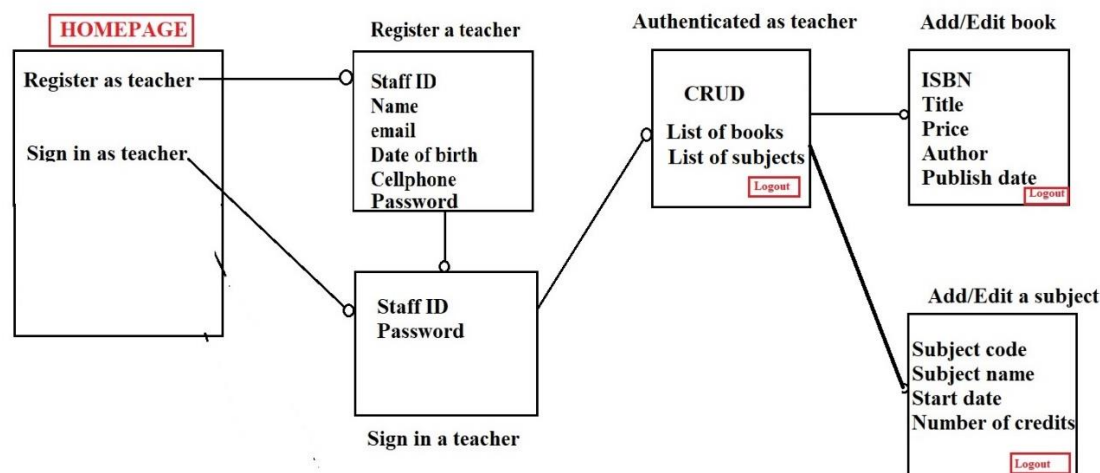 HOMEPAGE
Register as teacher
Sign in as teacher
Register a teacher
Staff ID
Name
email
Date of birth
Cellphone
Password
Staff ID
Password
Sign in a teacher
Authenticated as teacher
CRUD
List of books
List of subjects
Logout
Add/Edit book
ISBN
Title
Price
Author
Publish date
Logout
Add/Edit a subject
Subject code
Subject name
Start date
Number of credits
Logout